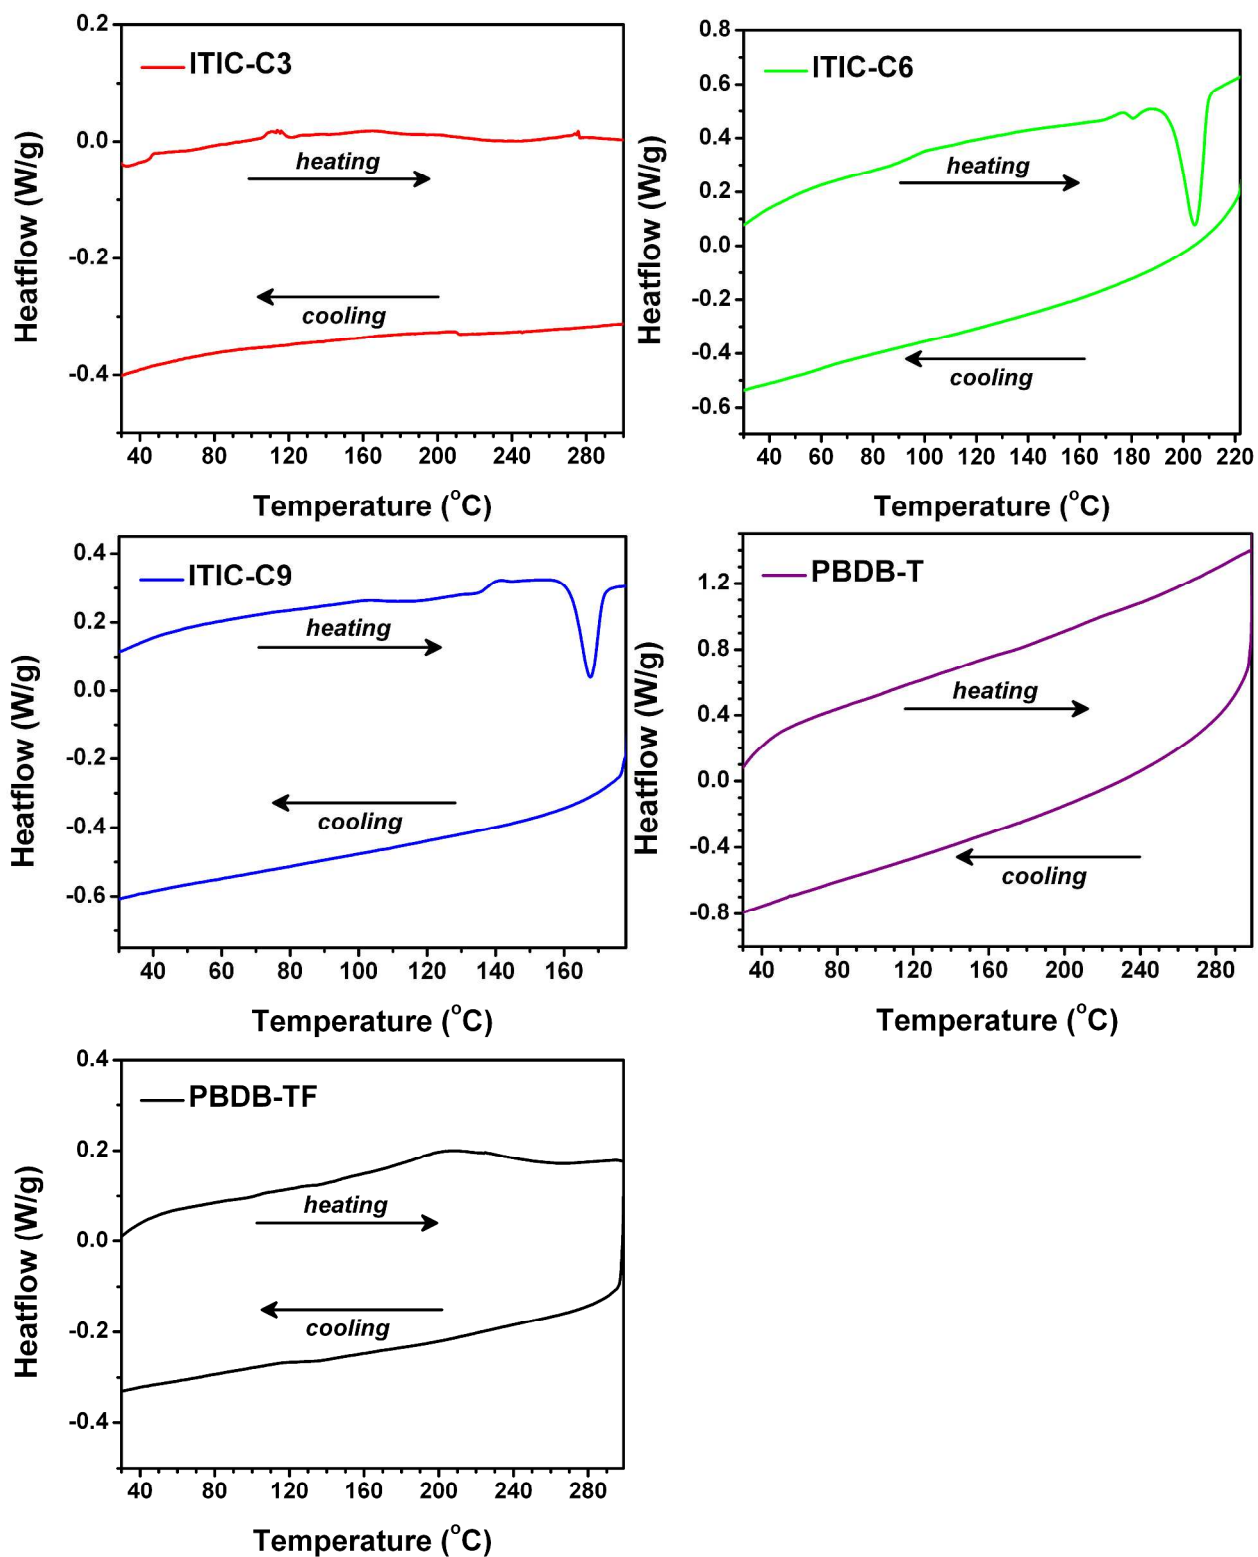 ITIC-C3
Heatflow (W/g)
0.2
0.0
-0.2
-0.4
heating
cooling
40 80 120 160 200 240 280
Temperature (°C)
ITIC-C6
Heatflow (W/g)
0.8
0.6
0.4
0.2
0.0
-0.2
-0.4
-0.6
heating
cooling
40 60 80 100 120 140 160 180 200 220
Temperature (°C)
ITIC-C9
Heatflow (W/g)
0.4
0.2
0.0
-0.2
-0.4
-0.6
heating
cooling
40 60 80 100 120 140 160
Temperature (°C)
PBDB-T
Heatflow (W/g)
1.2
0.8
0.4
0.0
-0.4
-0.8
heating
cooling
40 80 120 160 200 240 280
Temperature (°C)
PBDB-TF
Heatflow (W/g)
0.4
0.2
0.0
-0.2
-0.4
heating
cooling
40 80 120 160 200 240 280
Temperature (°C)